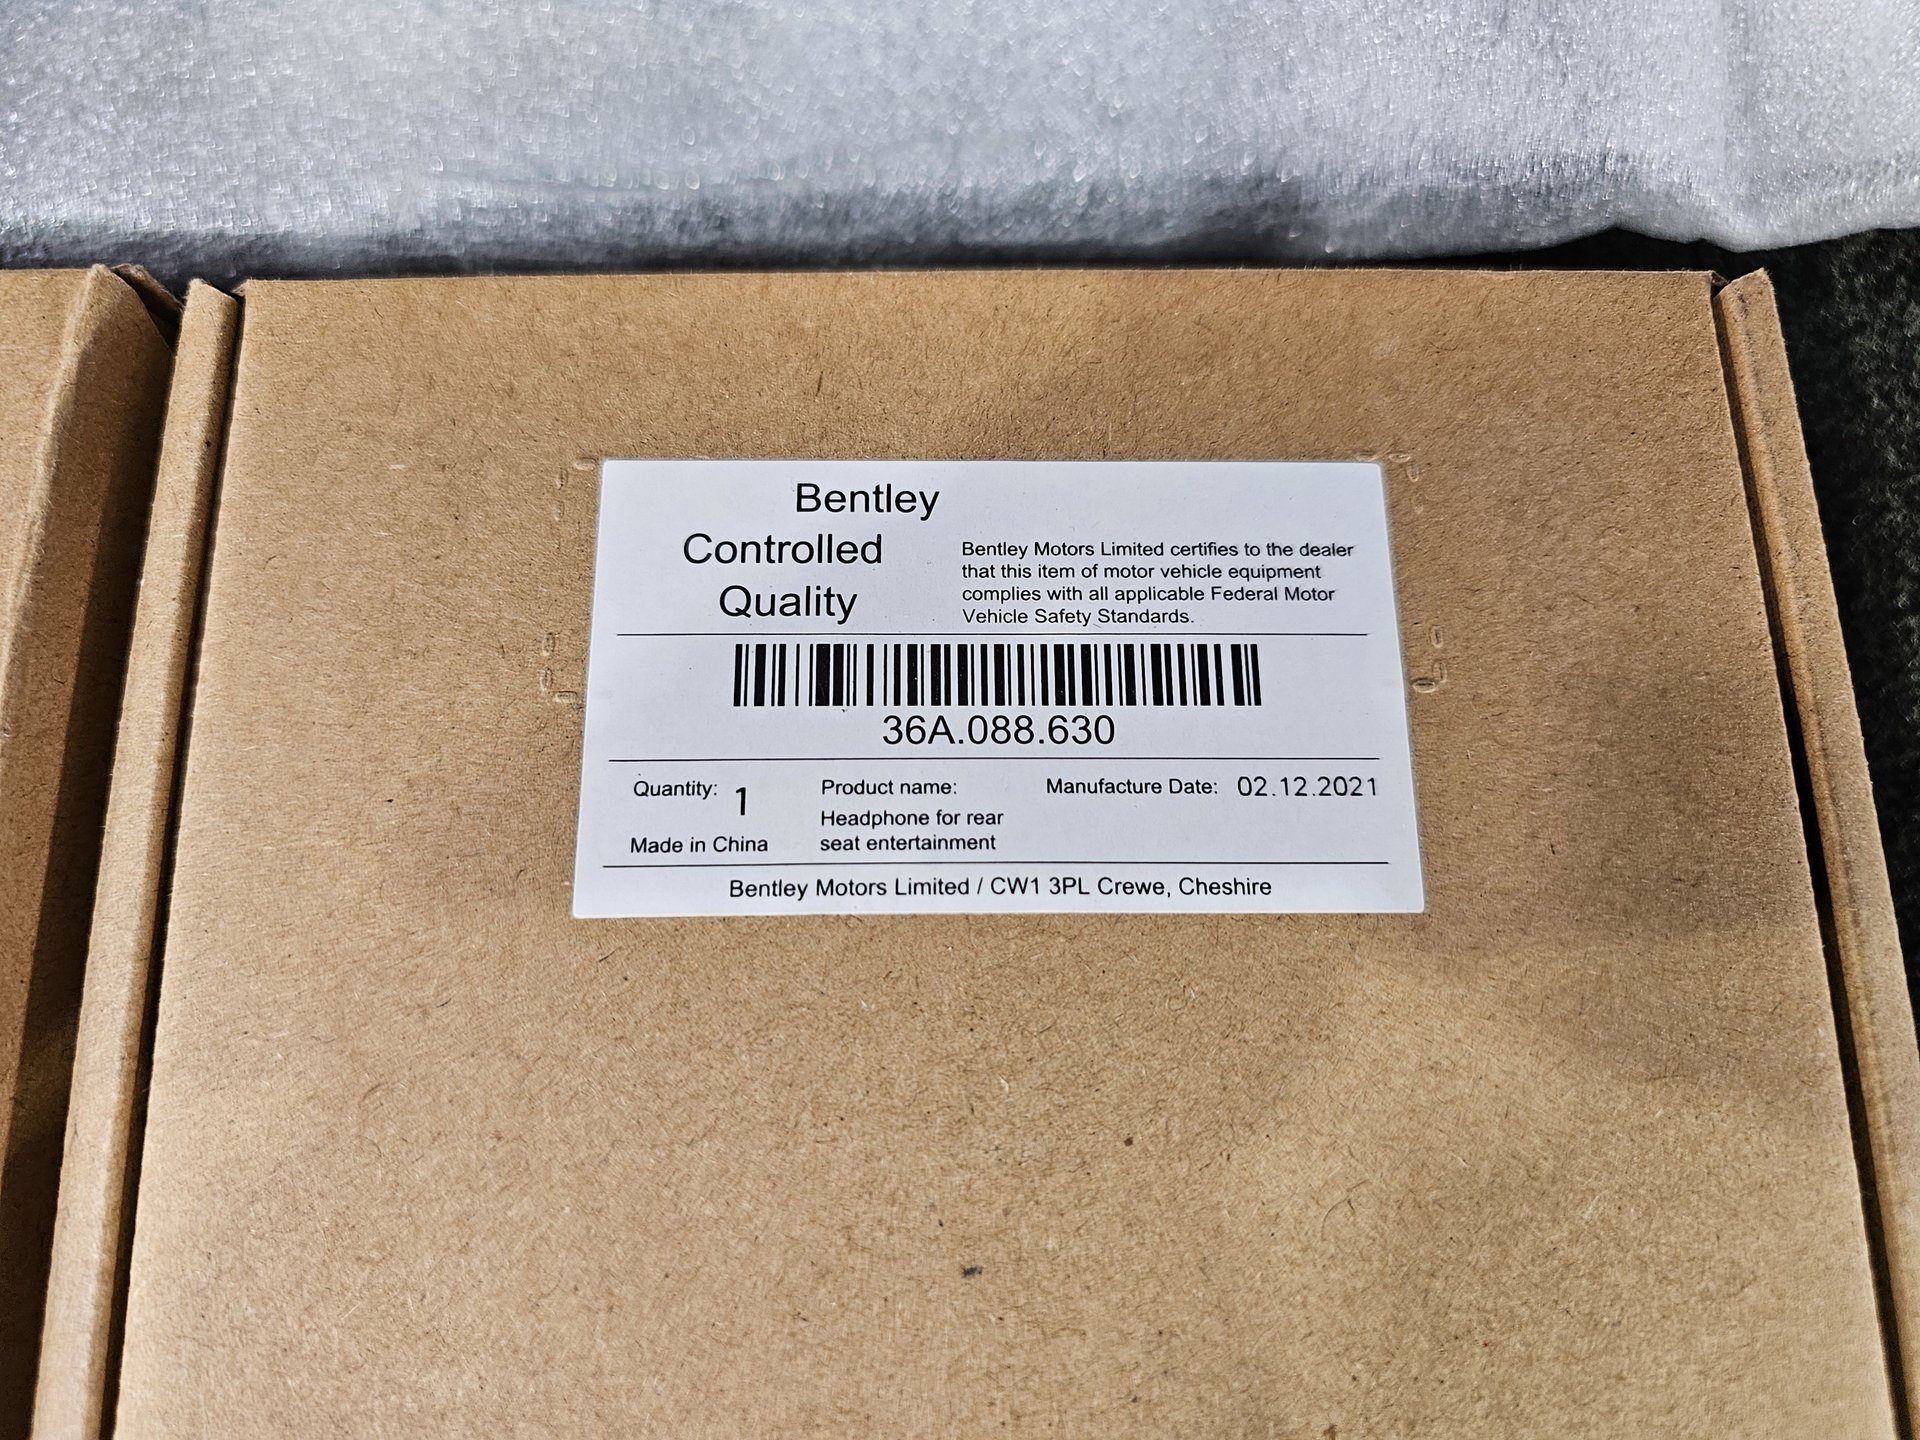 Bentley
Controlled
Quality
Bentley Motors Limited certifies to the dealer
that this item of motor vehicle equipment
complies with all applicable Federal Motor
Vehicle Safety Standards.
36A.088.630
Quantity: 1
Made in China
Product name:
Headphone for rear
seat entertainment
Manufacture Date: 02.12.2021
Bentley Motors Limited / CW1 3PL Crewe, Cheshire